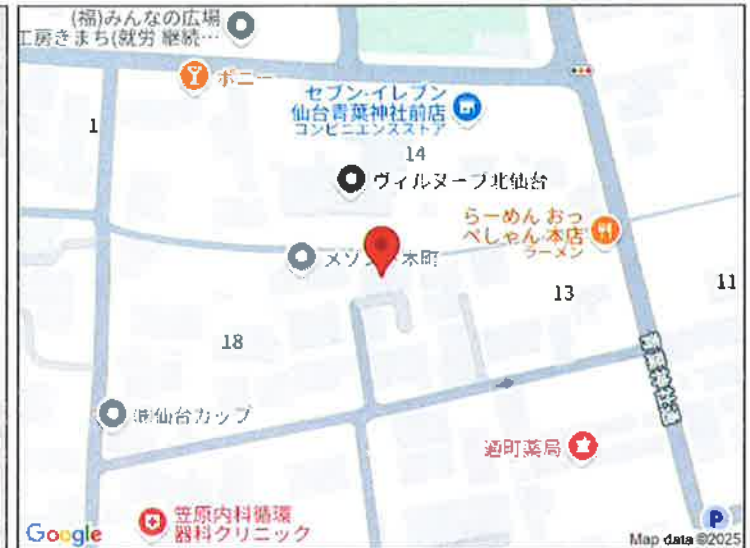 (福)みんなの広場
工房きまち(就労 継続…
ポニー
セブン-イレブン
仙台青葉神社前店
コンビニエンスストア
1
14
ヴィルヌーブ北仙台
らーめん おっ
ぺしゃん 本店
ラーメン
木町
11
13
18
仙台カップ
通町薬局
笠原内科循環
器科クリニック
P
Google
Map data ©2025